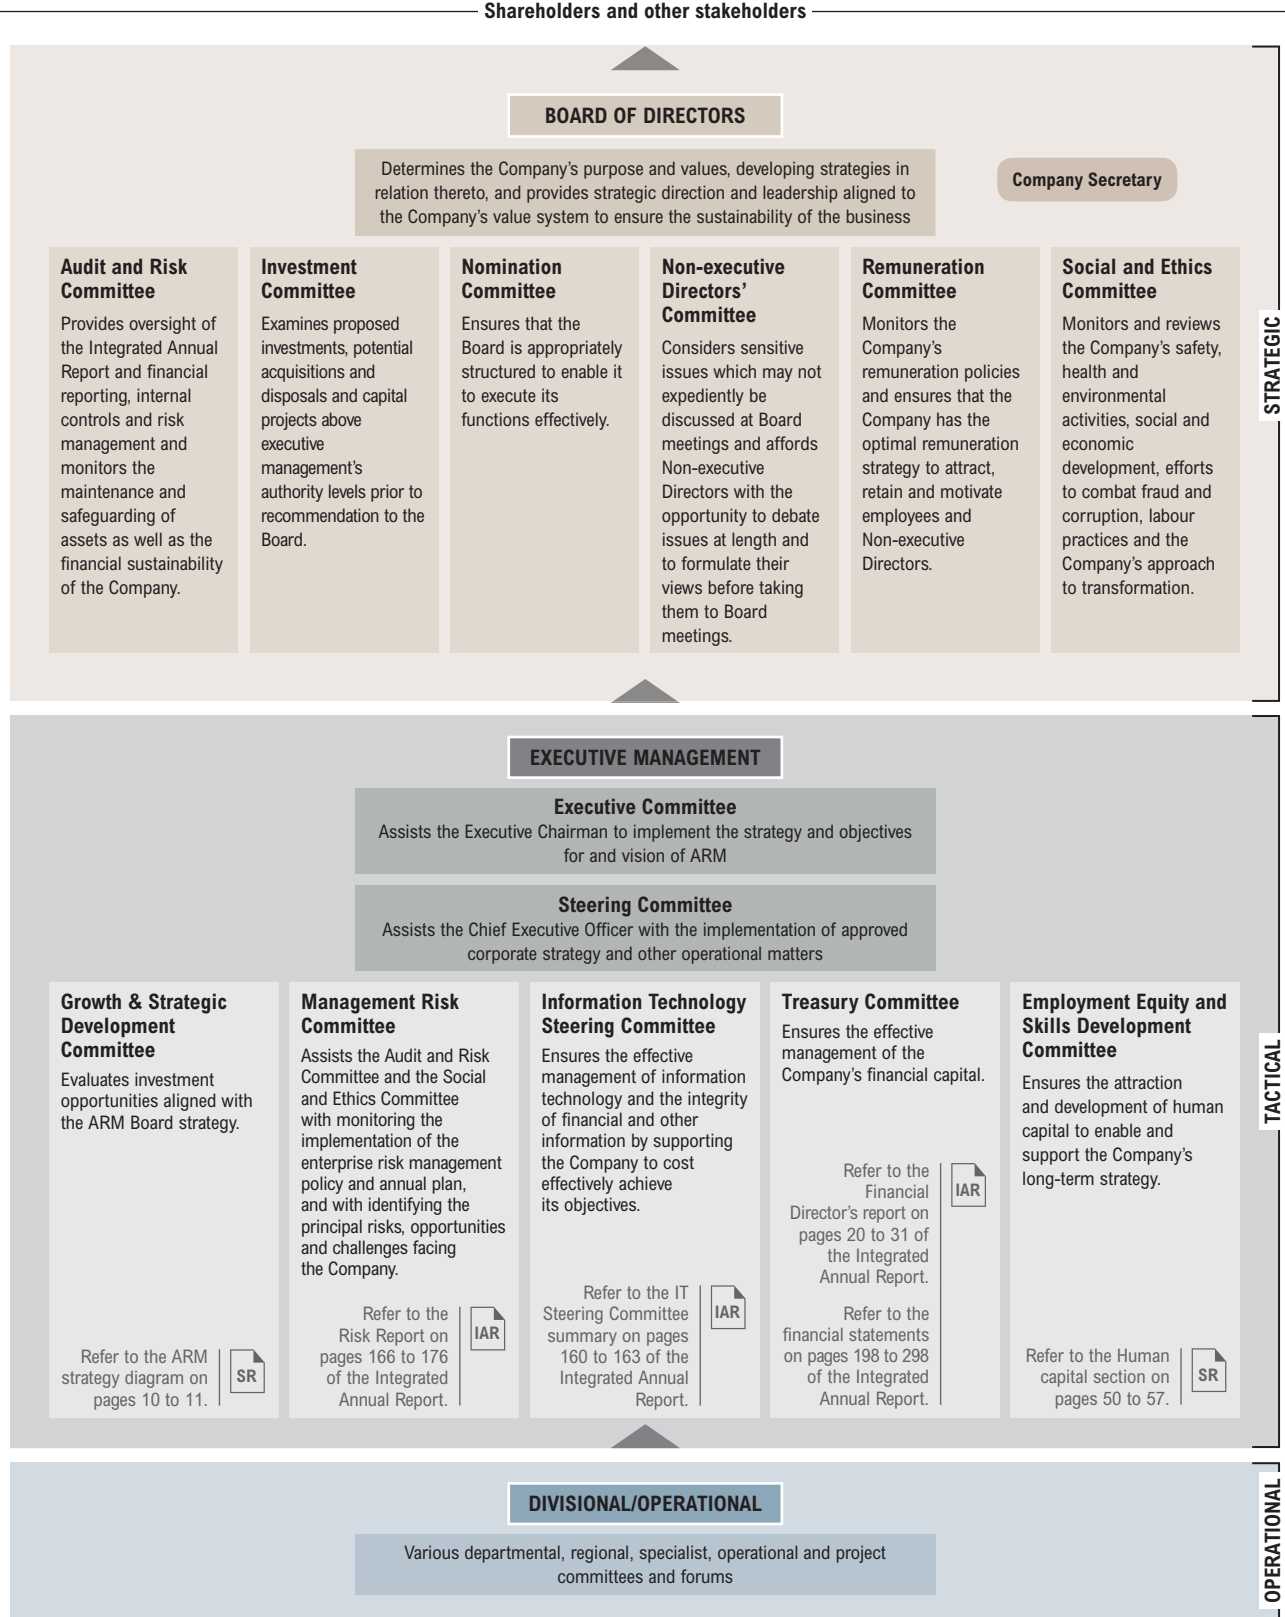 Shareholders and other stakeholders
BOARD OF DIRECTORS
Determines the Company's purpose and values, developing strategies in
relation thereto, and provides strategic direction and leadership aligned to
the Company's value system to ensure the sustainability of the business
Company Secretary
Audit and Risk
Committee
Provides oversight of
the Integrated Annual
Report and financial
reporting, internal
controls and risk
management and
monitors the
maintenance and
safeguarding of
assets as well as the
financial sustainability
of the Company.
Investment
Committee
Examines proposed
investments, potential
acquisitions and
disposals and capital
projects above
executive
management's
authority levels prior to
recommendation to the
Board.
Nomination
Committee
Ensures that the
Board is appropriately
structured to enable it
to execute its
functions effectively.
Non-executive
Directors'
Committee
Considers sensitive
issues which may not
expediently be
discussed at Board
meetings and affords
Non-executive
Directors with the
opportunity to debate
issues at length and
to formulate their
views before taking
them to Board
meetings.
Remuneration
Committee
Monitors the
Company's
remuneration policies
and ensures that the
Company has the
optimal remuneration
strategy to attract,
retain and motivate
employees and
Non-executive
Directors.
Social and Ethics
Committee
Monitors and reviews
the Company's safety,
health and
environmental
activities, social and
economic
development, efforts
to combat fraud and
corruption, labour
practices and the
Company's approach
to transformation.
STRATEGIC
EXECUTIVE MANAGEMENT
Executive Committee
Assists the Executive Chairman to implement the strategy and objectives
for and vision of ARM
Steering Committee
Assists the Chief Executive Officer with the implementation of approved
corporate strategy and other operational matters
Growth & Strategic
Development
Committee
Evaluates investment
opportunities aligned with
the ARM Board strategy.
Refer to the ARM
strategy diagram on
pages 10 to 11.
SR
Management Risk
Committee
Assists the Audit and Risk
Committee and the Social
and Ethics Committee
with monitoring the
implementation of the
enterprise risk management
policy and annual plan,
and with identifying the
principal risks, opportunities
and challenges facing
the Company.
Refer to the
Risk Report on
pages 166 to 176
of the Integrated
Annual Report.
IAR
Information Technology
Steering Committee
Ensures the effective
management of information
technology and the integrity
of financial and other
information by supporting
the Company to cost
effectively achieve
its objectives.
Refer to the IT
Steering Committee
summary on pages
160 to 163 of the
Integrated Annual
Report.
IAR
Treasury Committee
Ensures the effective
management of the
Company's financial capital.
Refer to the
Financial
Director's report on
pages 20 to 31 of
the Integrated
Annual Report.
IAR
Refer to the
financial statements
on pages 198 to 298
of the Integrated
Annual Report.
Employment Equity and
Skills Development
Committee
Ensures the attraction
and development of human
capital to enable and
support the Company's
long-term strategy.
Refer to the Human
capital section on
pages 50 to 57.
SR
TACTICAL
DIVISIONAL/OPERATIONAL
Various departmental, regional, specialist, operational and project
committees and forums
OPERATIONAL